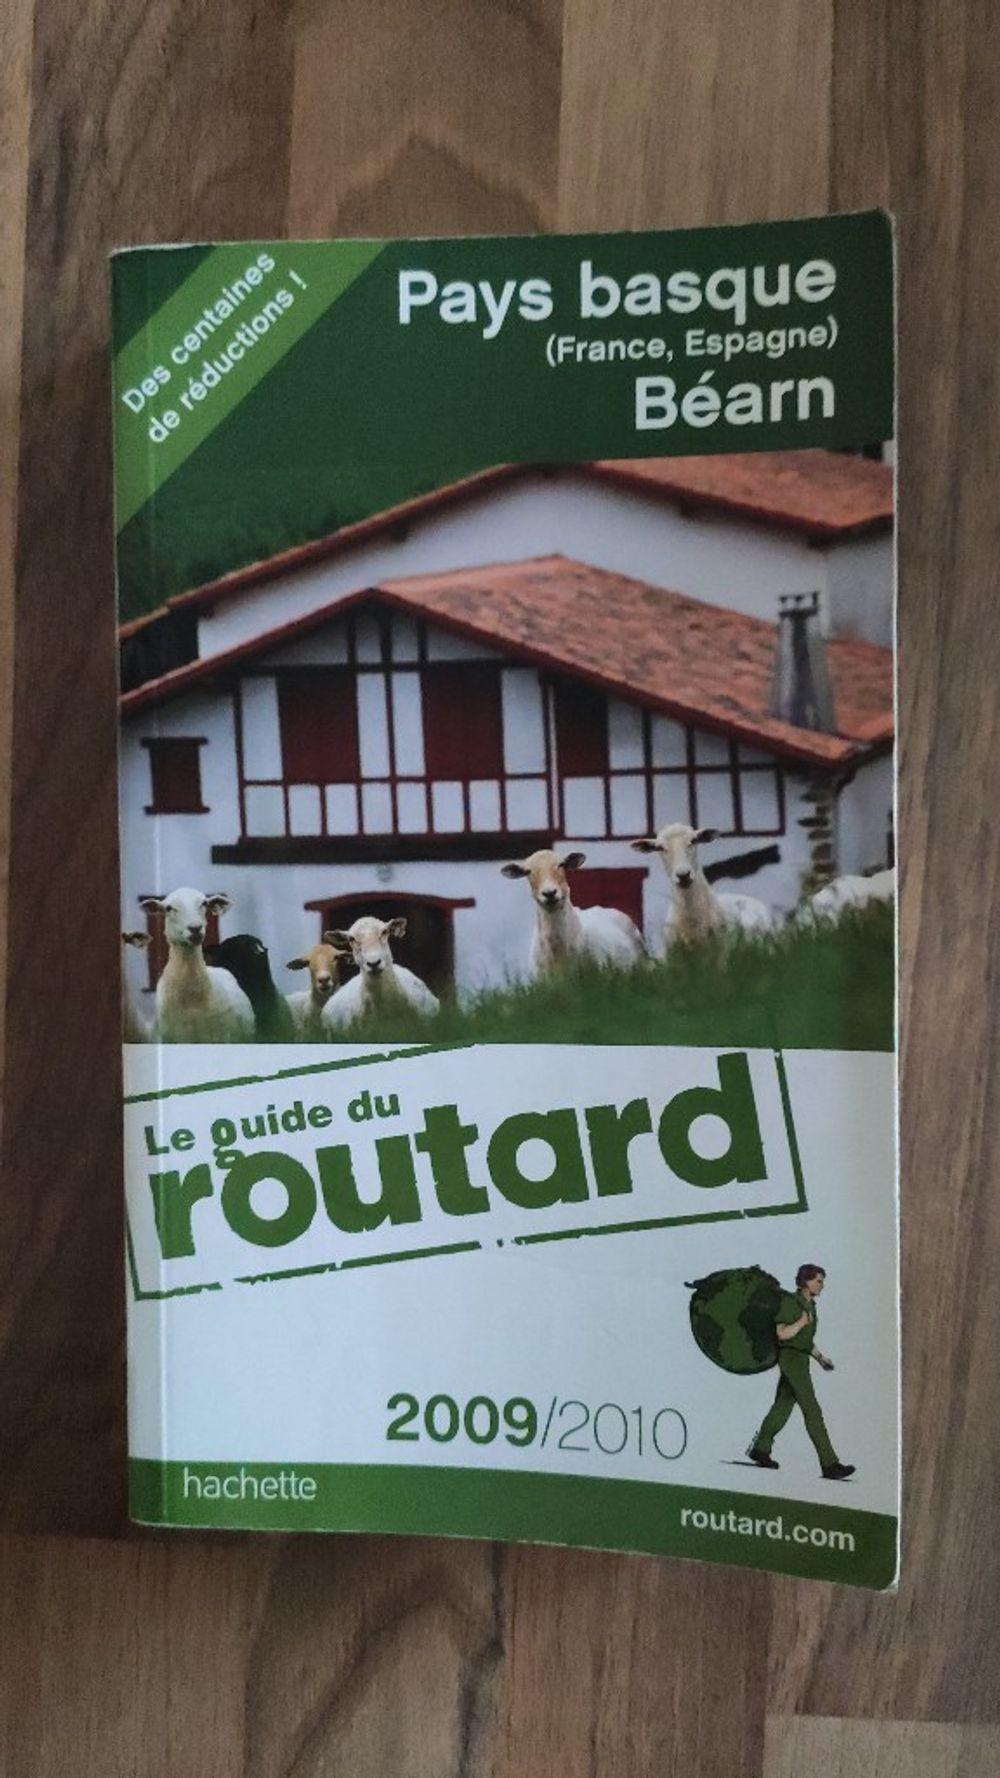 Des centaines
de réductions !
Pays basque
(France, Espagne)
Béarn
Le guide du
routard
2009/2010
hachette
routard.com